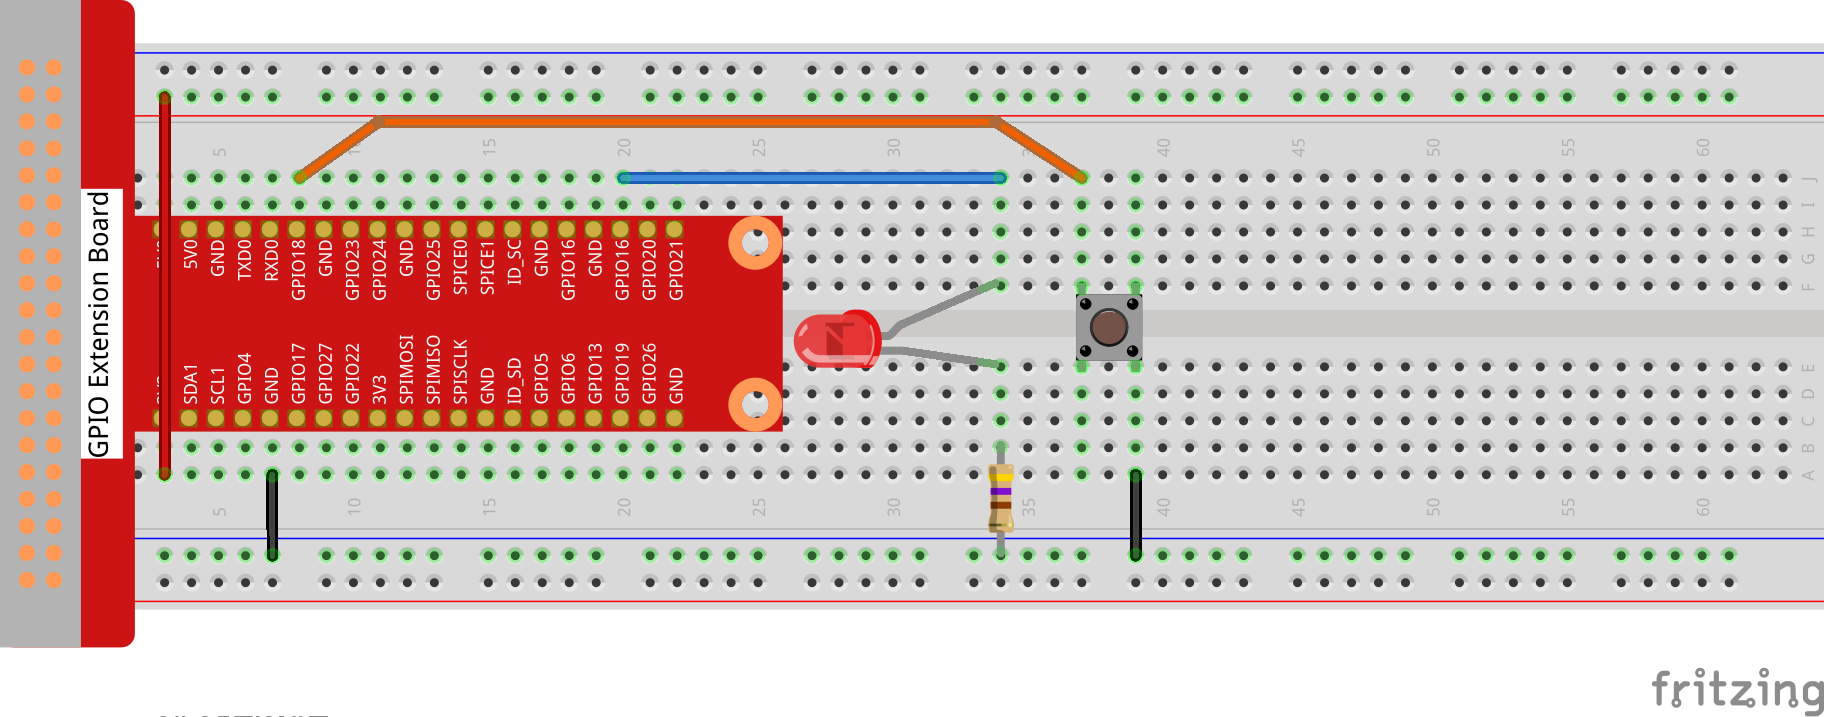 5 15 20 25 30 40 45 50 55 60
J
I
H
G
F
E
D
C
B
A
GPIO Extension Board
5V0 GND TXD0 RXD0 GPIO18 GND GPIO23 GPIO24 GND GPIO25 SPICE0 SPICE1 ID_SC GND GPIO16 GND GPIO16 GPIO20 GPIO21
SDA1 SCL1 GPIO4 GND GPIO17 GPIO27 GPIO22 3V3 SPIMOSI SPIMISO SPISCLK GND ID_SD GPIO5 GPIO6 GPIO13 GPIO19 GPIO26 GND
5 10 15 20 25 30 35 40 45 50 55 60
fritzing